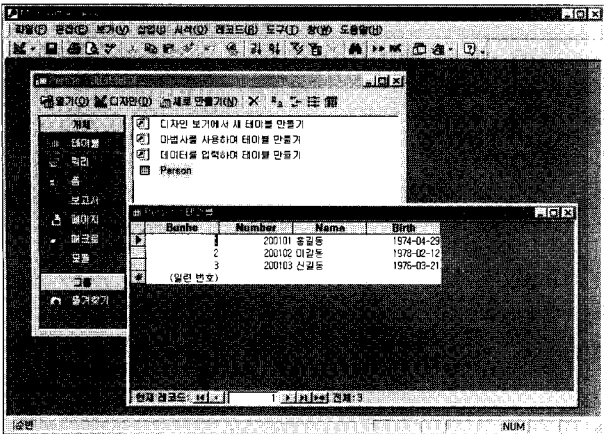 파일(F) 편집(E) 보기(V) 삽입(I) 서식(O) 레코드(R) 도구(T) 창(W) 도움말(H)
열기(O) 디자인(D) 새로 만들기(N)
개체
테이블
쿼리
폼
보고서
페이지
매크로
모듈
그룹
즐겨찾기
디자인 보기에서 새 테이블 만들기
마법사를 사용하여 테이블 만들기
데이터를 입력하여 테이블 만들기
Person
Bunho Number Name Birth
200101 홍길동 1974-04-29
2 200102 이길동 1978-02-12
3 200103 신길동 1976-03-21
(일련 번호)
현재 레코드: 1 전체: 3
순번
NUM